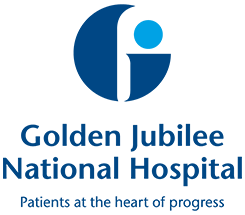 Golden Jubilee
National Hospital
Patients at the heart of progress